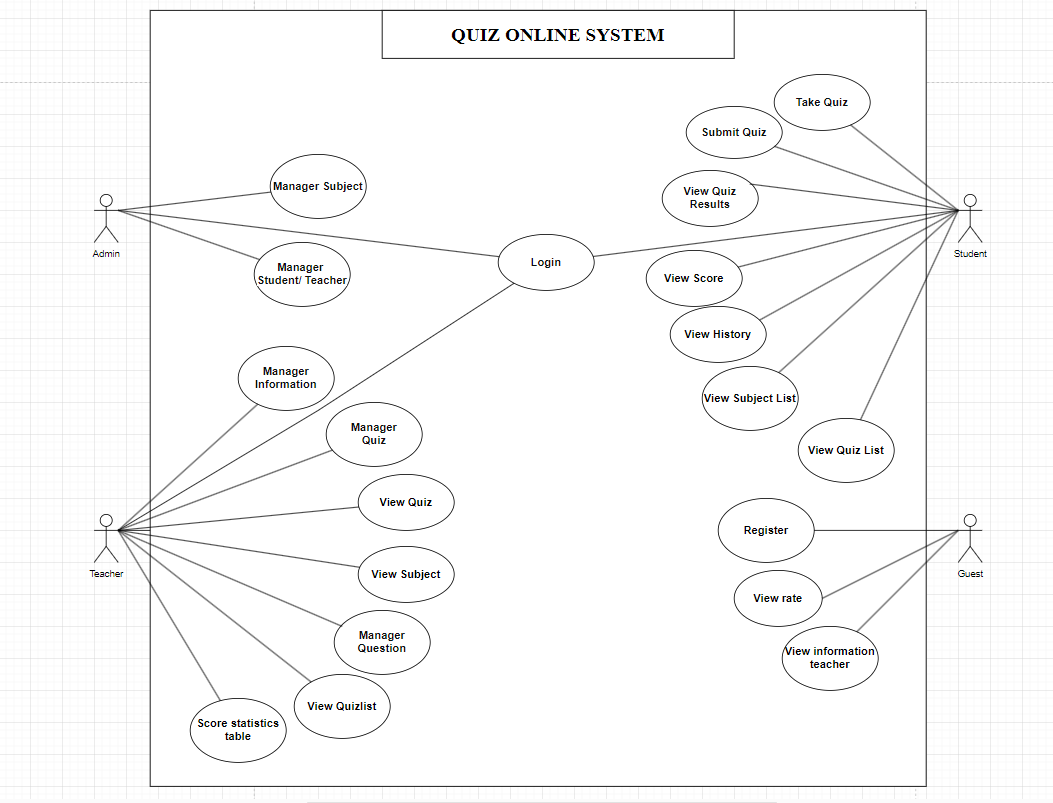 QUIZ ONLINE SYSTEM
Take Quiz
Submit Quiz
Manager Subject
View Quiz
Results
Admin
Student
Login
Manager
Student/ Teacher
View Score
View History
Manager
Information
View Subject List
Manager
Quiz
View Quiz List
View Quiz
Register
Teacher
View Subject
Guest
View rate
Manager
Question
View information
teacher
View Quizlist
Score statistics
table